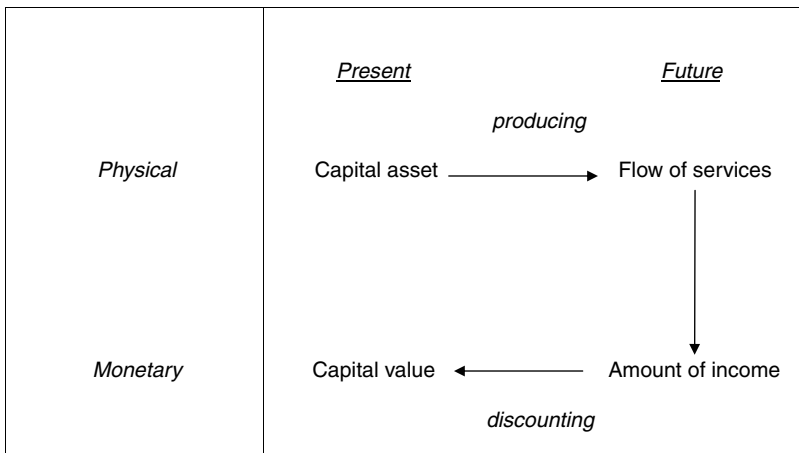 Present Future
producing
Physical Capital asset Flow of services
Monetary Capital value Amount of income
discounting